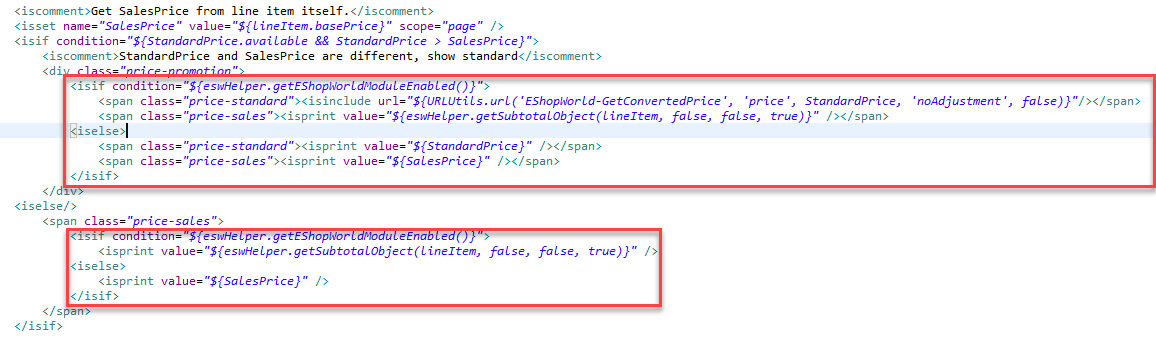 <iscomment>Get SalesPrice from line item itself.</iscomment>
<isset name="SalesPrice" value="${lineItem.basePrice}" scope="page" />
<isif condition="${StandardPrice.available && StandardPrice > SalesPrice}">
<iscomment>StandardPrice and SalesPrice are different, show standard</iscomment>
<div class="price-promotion">
<isif condition="${eswHelper.getEShopWorldModuleEnabled()}">
<span class="price-standard"><isinclude url="${URLUtils.url('EShopWorld-GetConvertedPrice', 'price', StandardPrice, 'noAdjustment', false)}"/></span>
<span class="price-sales"><isprint value="${eswHelper.getSubtotalObject(lineItem, false, false, true)}" /></span>
<iselse>
<span class="price-standard"><isprint value="${StandardPrice}" /></span>
<span class="price-sales"><isprint value="${SalesPrice}" /></span>
</isif>
</div>
<iselse/>
<span class="price-sales">
<isif condition="${eswHelper.getEShopWorldModuleEnabled()}">
<isprint value="${eswHelper.getSubtotalObject(lineItem, false, false, true)}" />
<iselse>
<isprint value="${SalesPrice}" />
</isif>
</span>
</isif>